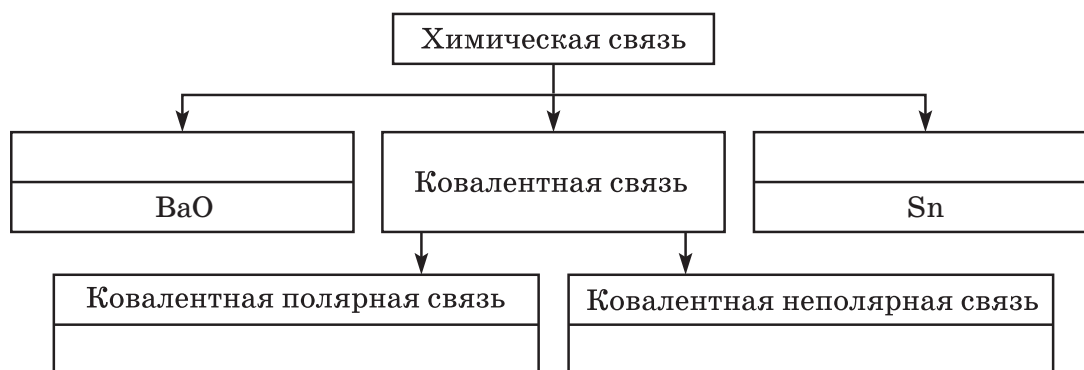 Химическая связь
Ковалентная связь
BaO
Sn
Ковалентная полярная связь
Ковалентная неполярная связь